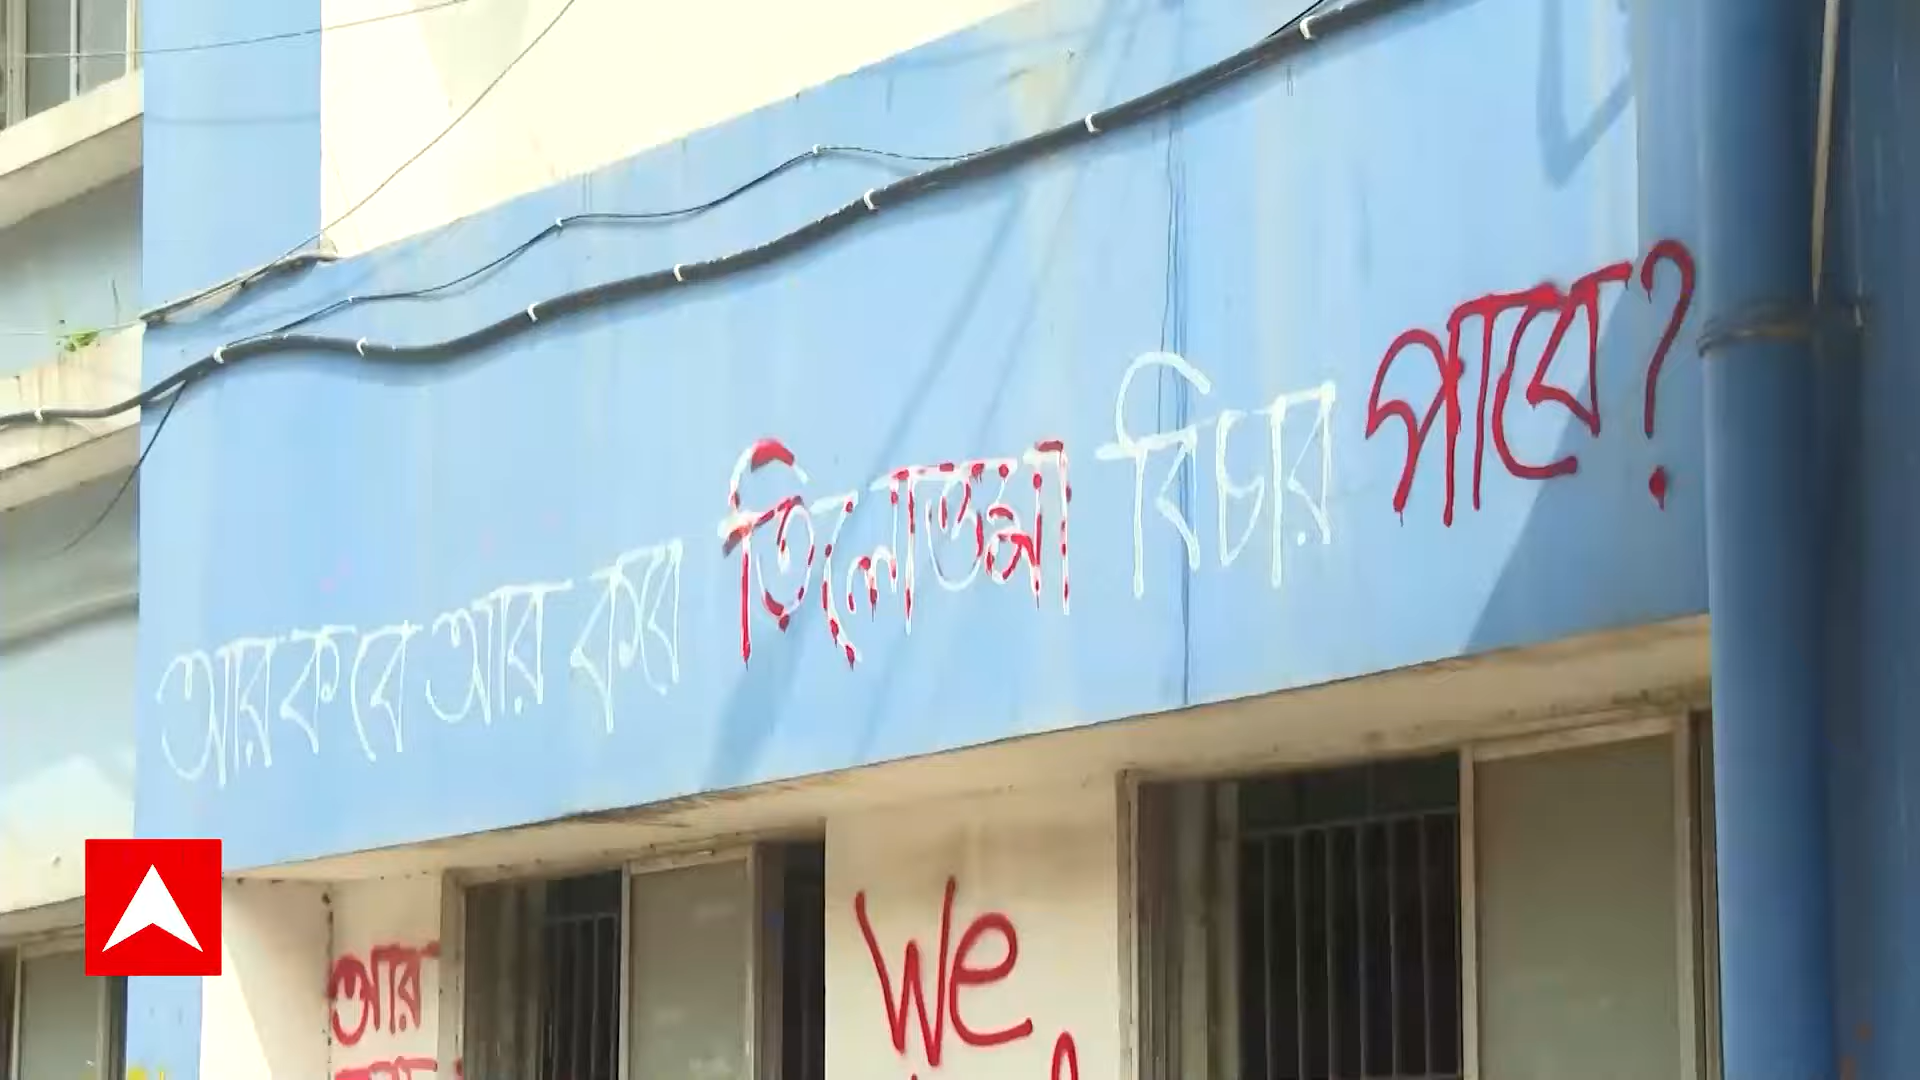 আর কবে আর কবে তিলোত্তমা বিচার পাবে?
আর
We